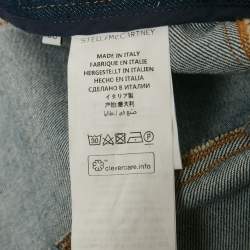 STELLA McCARTNEY
MADE IN ITALY
FABRIQUE EN ITALIE
HERGESTELLT IN ITALIEN
HECHO EN ITALIA
СДЕЛАНО В ИТАЛИИ
イタリア製
产地:意大利
صنع في إيطاليا
30
P
clevercare.info